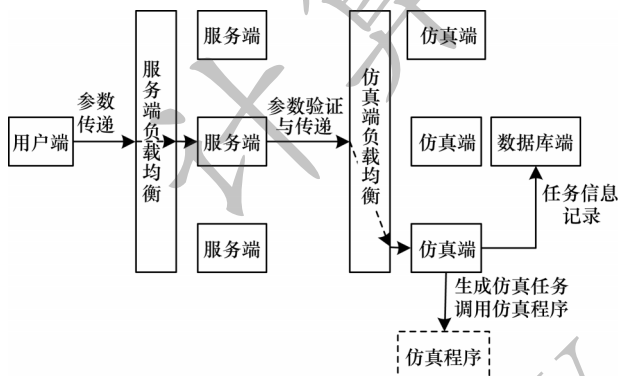 服务端
仿真端
参数
传递
用户端
服务端负载均衡
服务端
参数验证
与传递
仿真端负载均衡
仿真端
数据库端
任务信息
记录
服务端
仿真端
生成仿真任务
调用仿真程序
仿真程序
计算